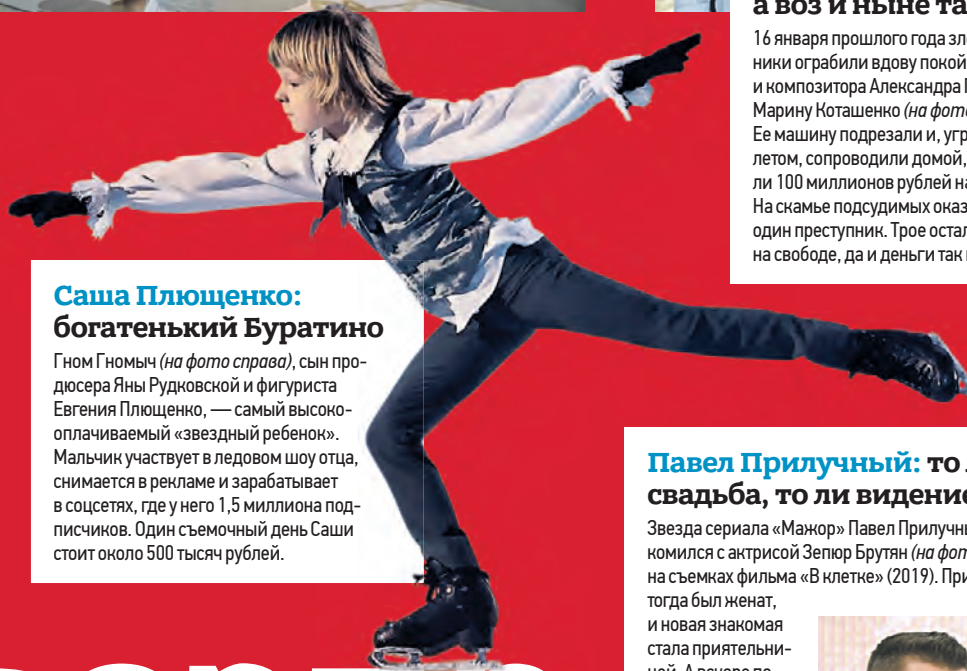 а воз и ныне та
16 января прошлого года зло
ники ограбили вдову покой
и композитора Александра
Марину Коташенко (на фото
Ее машину подрезали и, угр
летом, сопроводили домой,
ли 100 миллионов рублей на
На скамье подсудимых оказ
один преступник. Трое остал
на свободе, да и деньги так
Саша Плющенко:
богатенький Буратино
Гном Гномыч (на фото справа), сын про-
дюсера Яны Рудковской и фигуриста
Евгения Плющенко, — самый высоко-
оплачиваемый «звездный ребенок».
Мальчик участвует в ледовом шоу отца,
снимается в рекламе и зарабатывает
в соцсетях, где у него 1,5 миллиона под-
писчиков. Один съемочный день Саши
стоит около 500 тысяч рублей.
Павел Прилучный: то
свадьба, то ли видение
Звезда сериала «Мажор» Павел Прилучны
комился с актрисой Зепюр Брутян (на фот
на съемках фильма «В клетке» (2019). При
тогда был женат,
и новая знакомая
стала приятельни-